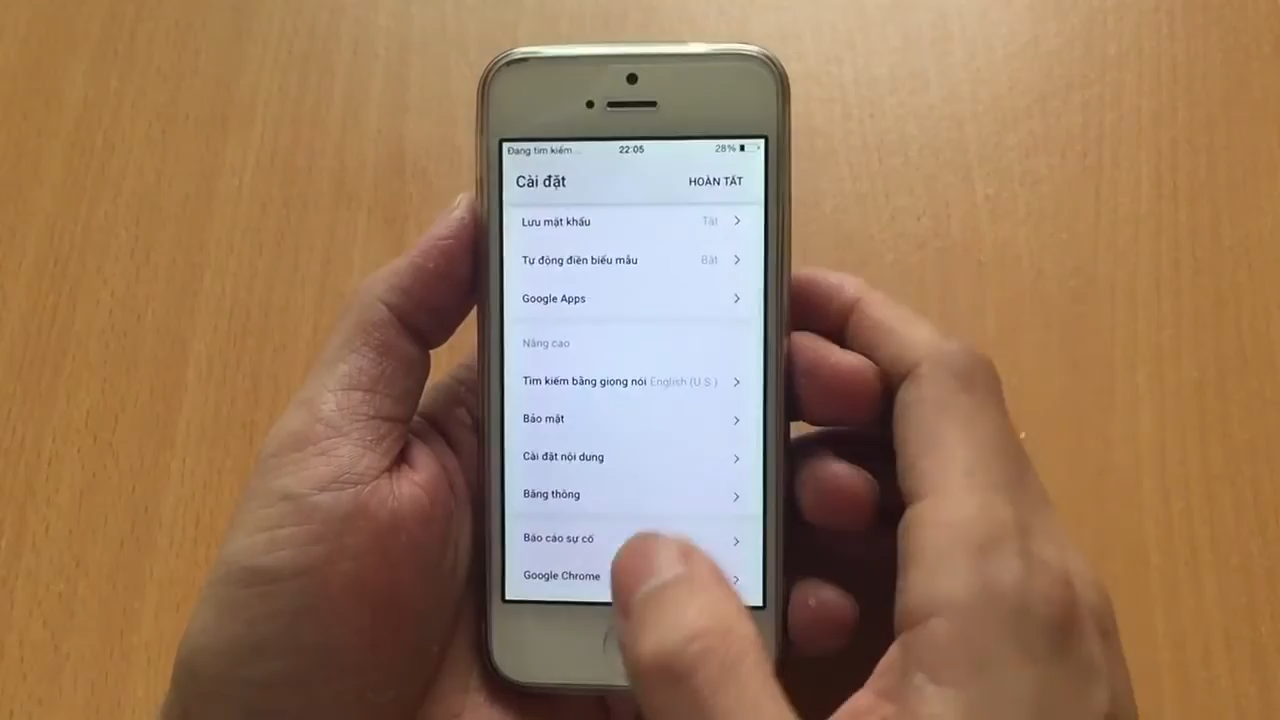 Đang tìm kiếm... 22:05 28%
Cài đặt HOÀN TẤT
Lưu mật khẩu Tắt
Tự động điền biểu mẫu Bật
Google Apps
Nâng cao
Tìm kiếm bằng giọng nói English (U.S.)
Bảo mật
Cài đặt nội dung
Băng thông
Báo cáo sự cố
Google Chrome